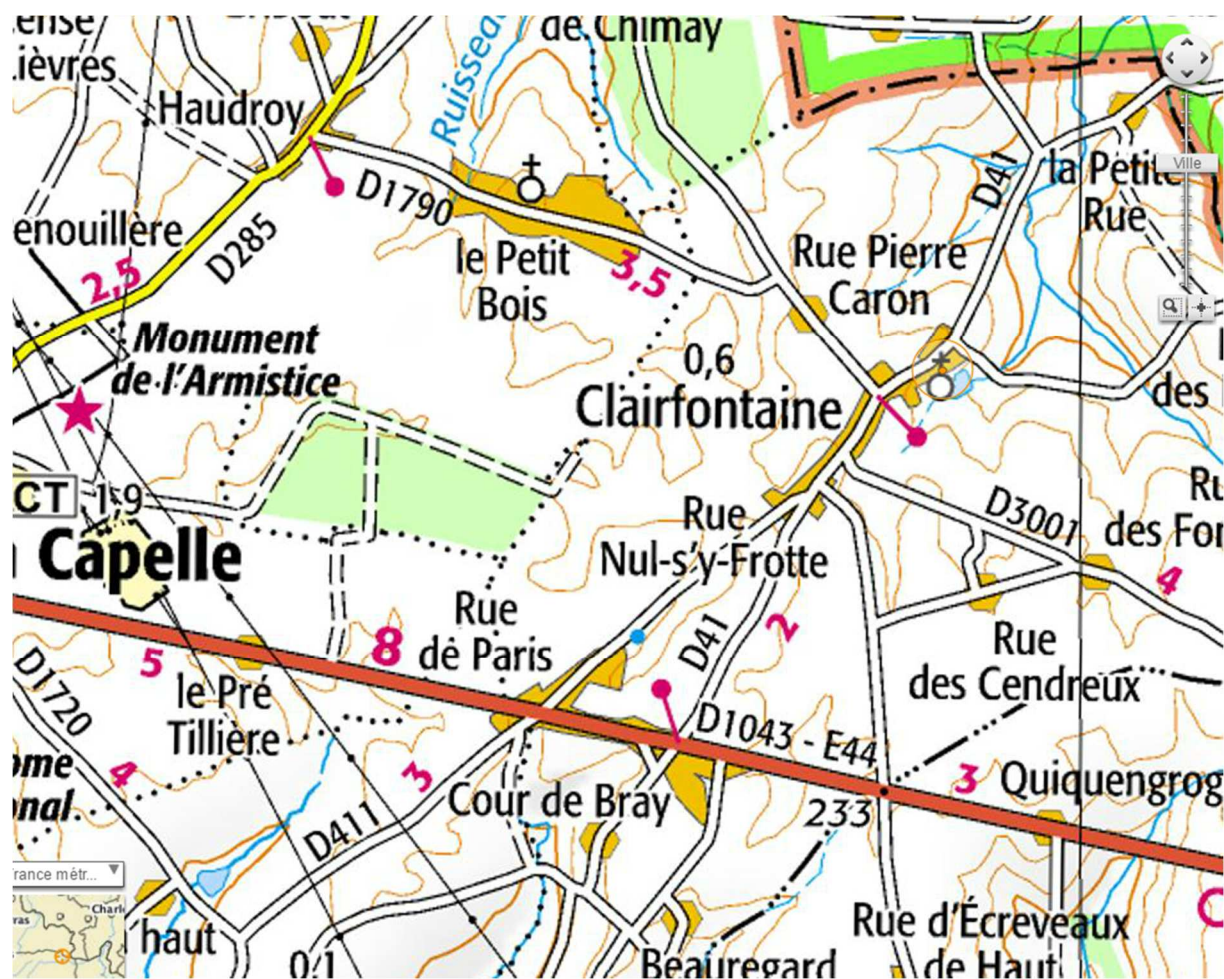 de Chimay
Ruisseau
Haudroy
D1790
D41
la Petite
Rue
Ville
D285
2,5
le Petit
Bois
3,5
Rue Pierre
Caron
Monument
de l'Armistice
0,6
Clairfontaine
des
CT
1·9
Capelle
Rue
Nul-s'y-Frotte
D3001
des
4
Rue
de Paris
8
5
D41
2
Rue
des Cendreux
D1720
le Pré
Tillière
D1043 - E44
4
3
Cour de Bray
233
3
D411
haut
0,1
Beauregard
Rue d'Écreveaux
de Haut